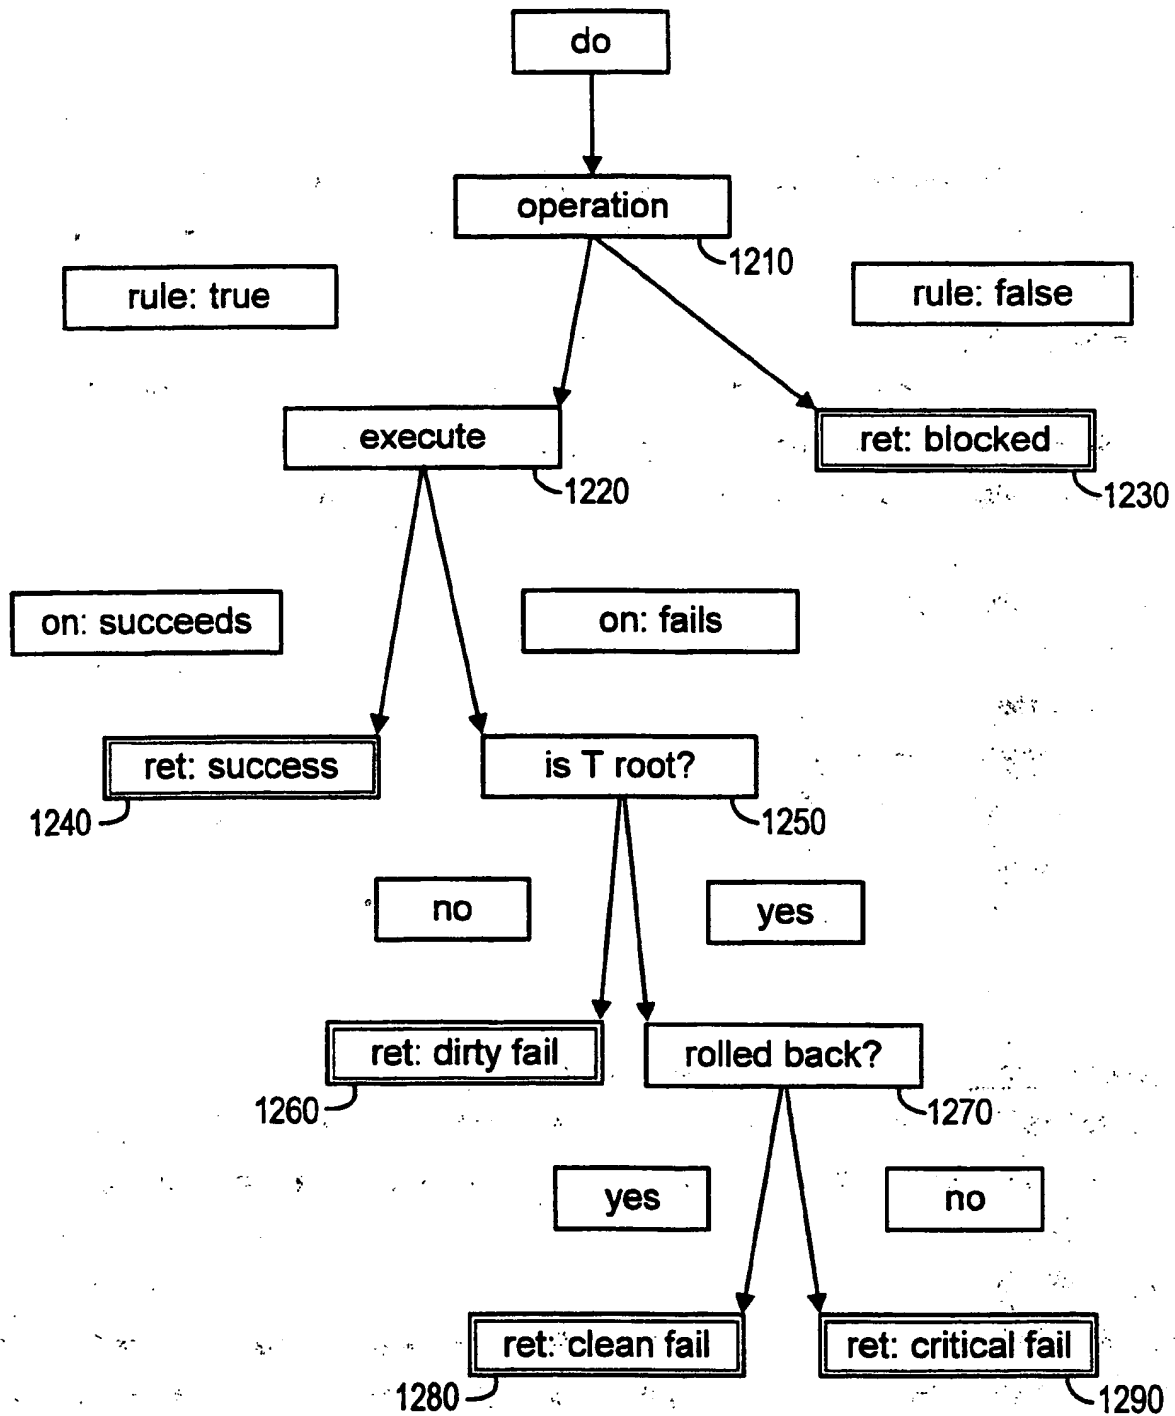 do
operation
1210
rule: true
rule: false
execute
1220
ret: blocked
1230
on: succeeds
on: fails
ret: success
1240
is T root?
1250
no
yes
ret: dirty fail
1260
rolled back?
1270
yes
no
ret: clean fail
1280
ret: critical fail
1290